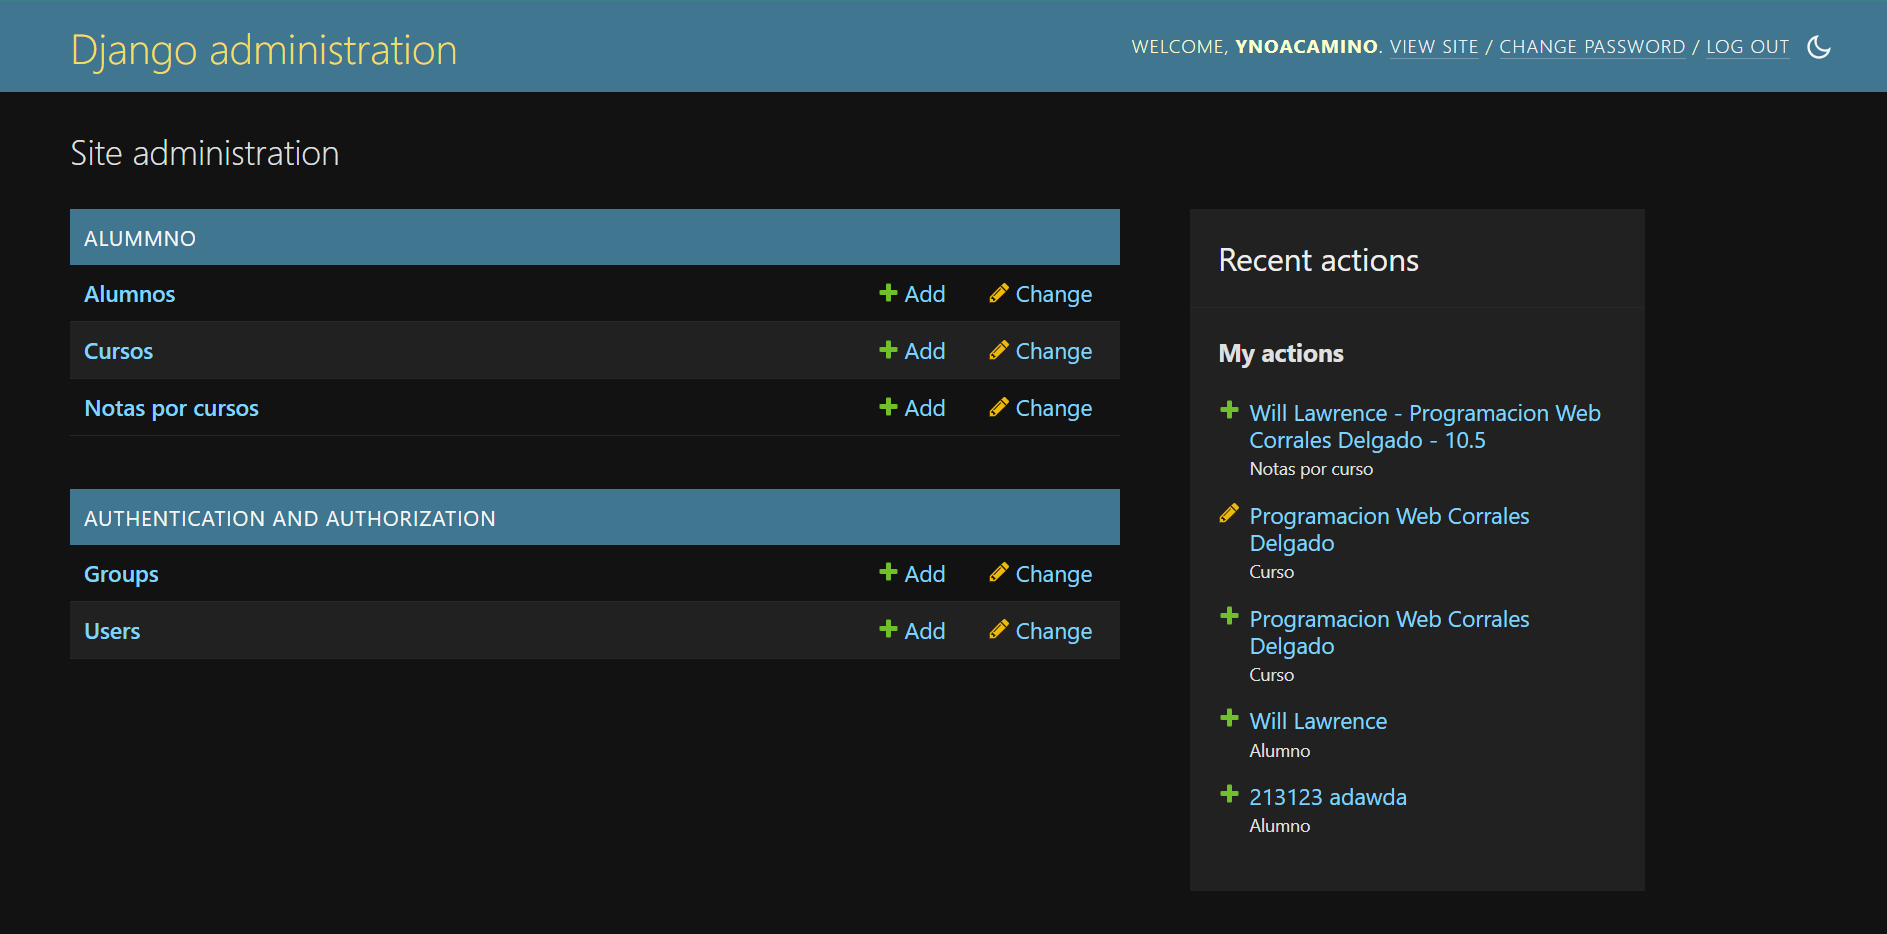 Django administration
WELCOME, YNOACAMINO. VIEW SITE / CHANGE PASSWORD / LOG OUT
Site administration
ALUMMNO
Alumnos Add Change
Cursos Add Change
Notas por cursos Add Change
AUTHENTICATION AND AUTHORIZATION
Groups Add Change
Users Add Change
Recent actions
My actions
Will Lawrence - Programacion Web
Corrales Delgado - 10.5
Notas por curso
Programacion Web Corrales
Delgado
Curso
Programacion Web Corrales
Delgado
Curso
Will Lawrence
Alumno
213123 adawda
Alumno